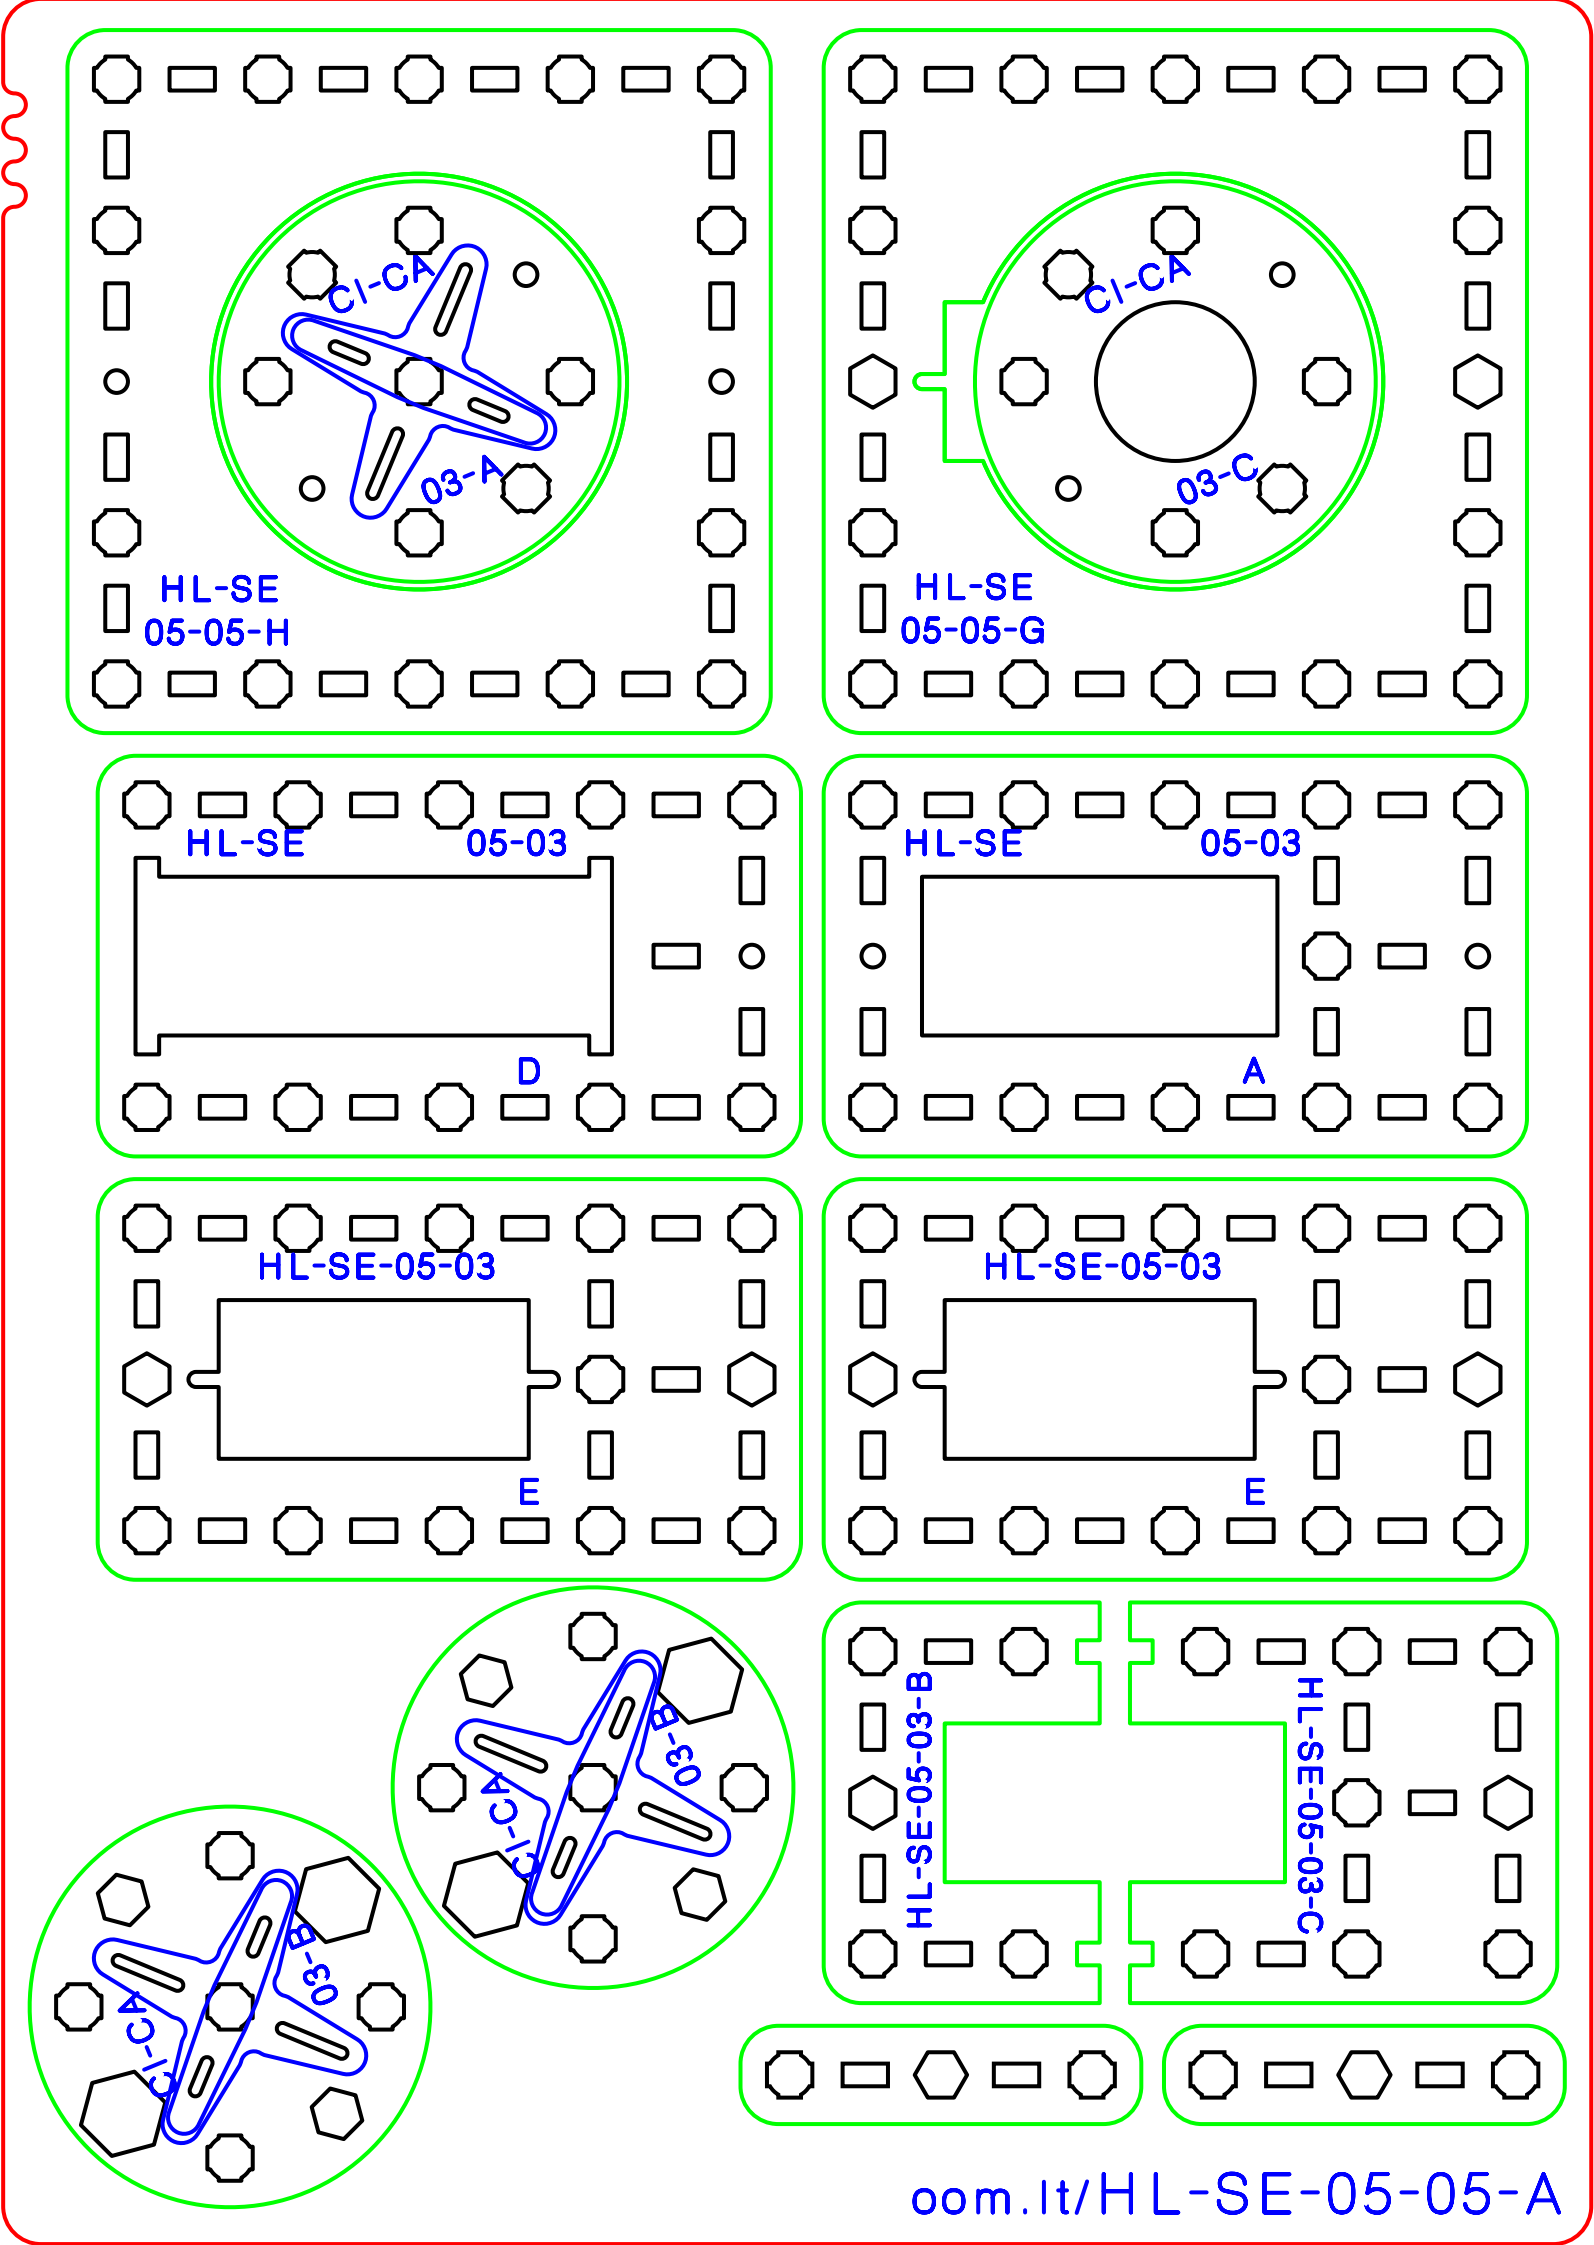 CI-CA
03-A
HL-SE
05-05-H
CI-CA
03-C
HL-SE
05-05-G
HL-SE 05-03
D
HL-SE 05-03
A
HL-SE-05-03
E
HL-SE-05-03
E
CI-CA
03-B
CI-CA
03-B
HL-SE-05-03-B
HL-SE-05-03-C
oom.lt/HL-SE-05-05-A